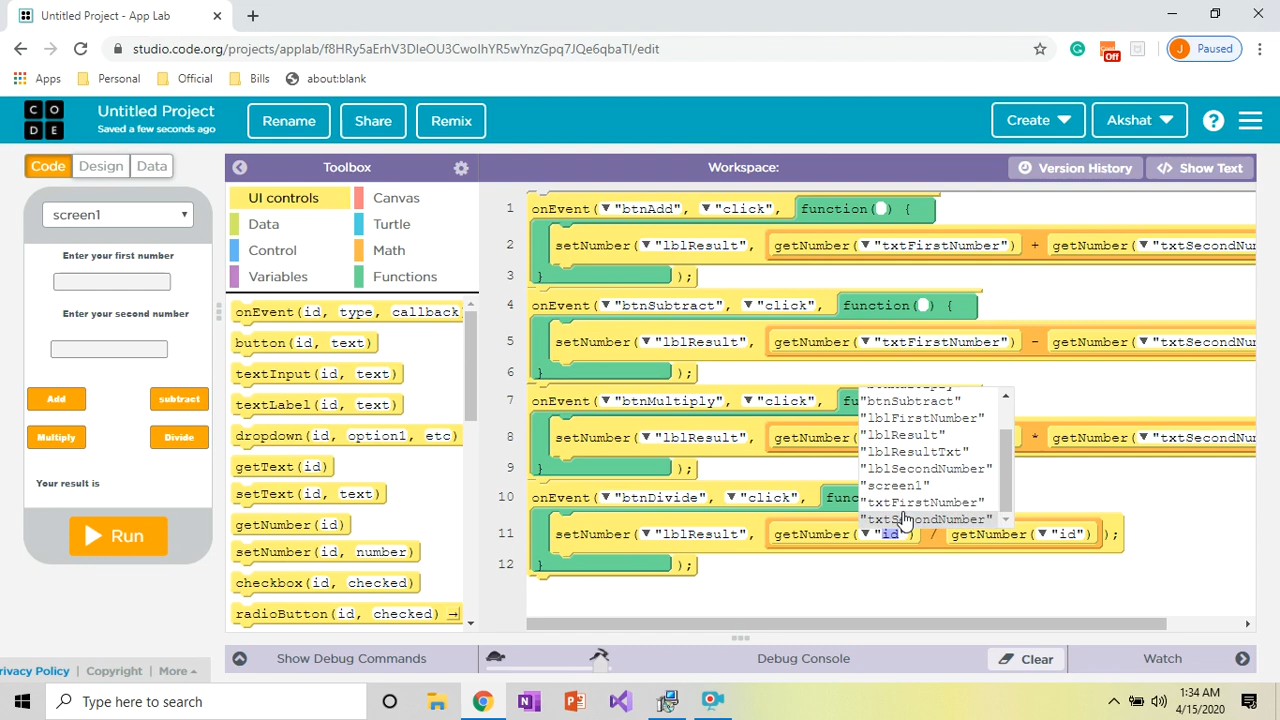 Untitled Project - App Lab
studio.code.org/projects/applab/f8HRy5aErhV3DIeOU3CwoIhYR5wYnzGpq7JQe6qbaTI/edit
Off
J Paused
Apps Personal Official Bills about:blank
C O
D E
Untitled Project
Saved a few seconds ago
Rename
Share
Remix
Create
Akshat
?
Code Design Data
Toolbox
Workspace:
Version History
</> Show Text
screen1
Enter your first number
Enter your second number
Add
subtract
Multiply
Divide
Your result is
Run
UI controls
Canvas
Data
Turtle
Control
Math
Variables
Functions
onEvent(id, type, callback
button(id, text)
textInput(id, text)
textLabel(id, text)
dropdown(id, option1, etc)
getText(id)
setText(id, text)
getNumber(id)
setNumber(id, number)
checkbox(id, checked)
radioButton(id, checked)
1 onEvent("btnAdd", "click", function() {
2 setNumber("lblResult", getNumber("txtFirstNumber") + getNumber("txtSecondNum
3 } );
4 onEvent("btnSubtract", "click", function() {
5 setNumber("lblResult", getNumber("txtFirstNumber") - getNumber("txtSecondNum
6 } );
7 onEvent("btnMultiply", "click", fu
8 setNumber("lblResult", getNumber( * getNumber("txtSecondNum
9 } );
10 onEvent("btnDivide", "click", func
11 setNumber("lblResult", getNumber("id") / getNumber("id"));
12 } );
"btnSubtract"
"lblFirstNumber"
"lblResult"
"lblResultTxt"
"lblSecondNumber"
"screen1"
"txtFirstNumber"
"txtSecondNumber"
Privacy Policy | Copyright | More
Show Debug Commands
Debug Console
Clear
Watch
Type here to search
1:34 AM
4/15/2020